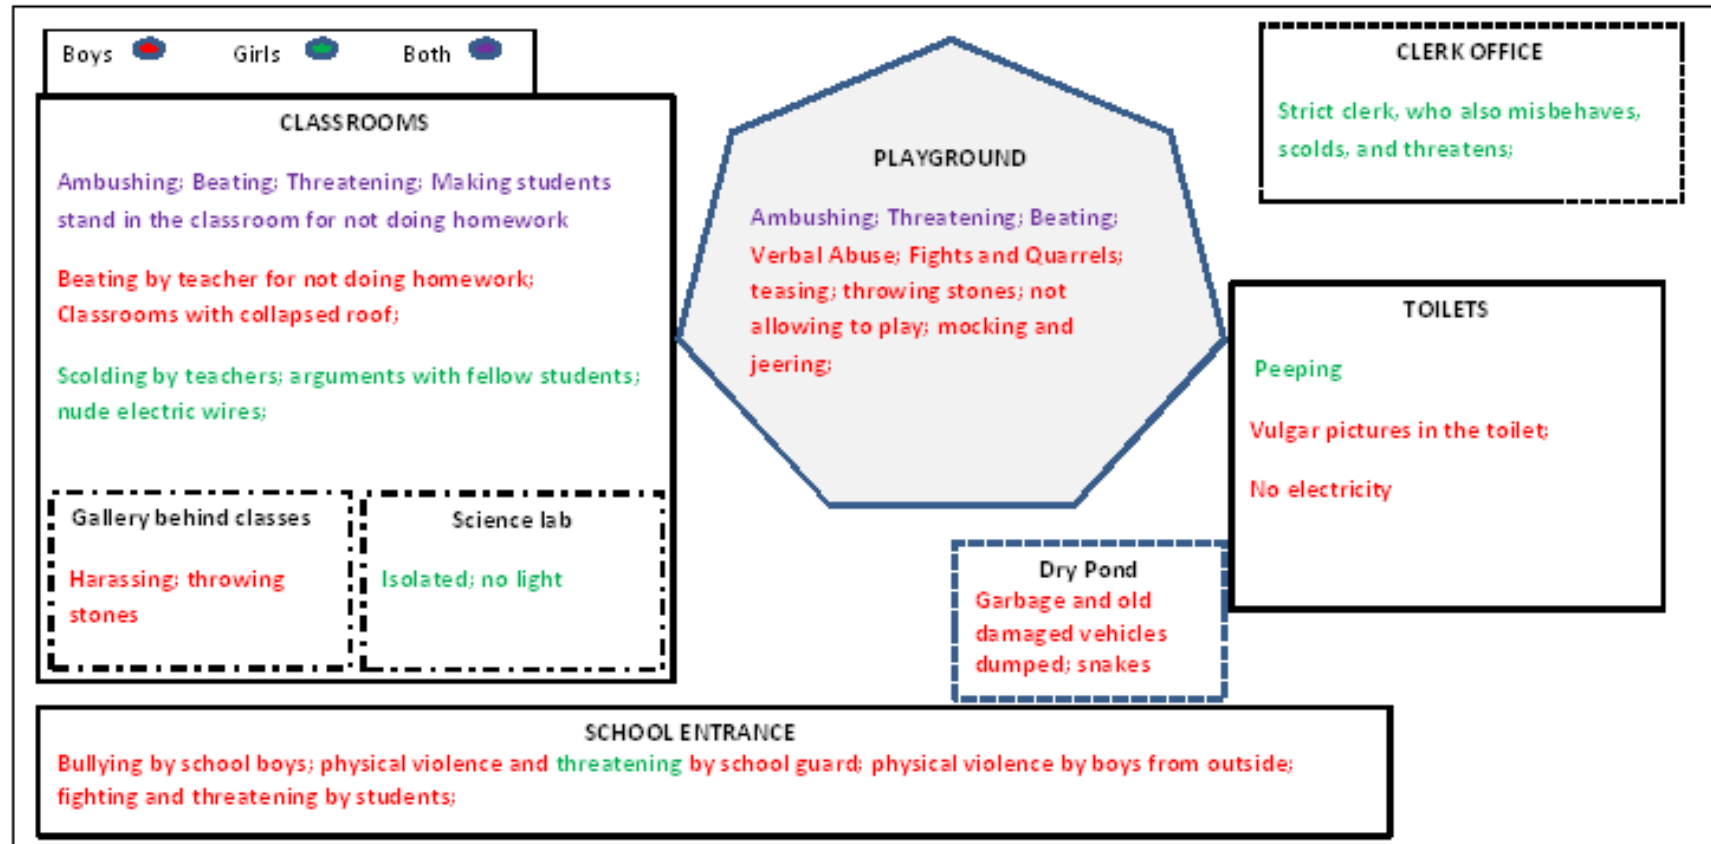 Boys Girls Both
CLASSROOMS
Ambushing; Beating; Threatening; Making students
stand in the classroom for not doing homework
Beating by teacher for not doing homework;
Classrooms with collapsed roof;
Scolding by teachers; arguments with fellow students;
nude electric wires;
Gallery behind classes
Harassing; throwing
stones
Science lab
Isolated; no light
PLAYGROUND
Ambushing; Threatening; Beating;
Verbal Abuse; Fights and Quarrels;
teasing; throwing stones; not
allowing to play; mocking and
jeering;
CLERK OFFICE
Strict clerk, who also misbehaves,
scolds, and threatens;
TOILETS
Peeping
Vulgar pictures in the toilet;
No electricity
Dry Pond
Garbage and old
damaged vehicles
dumped; snakes
SCHOOL ENTRANCE
Bullying by school boys; physical violence and threatening by school guard; physical violence by boys from outside;
fighting and threatening by students;